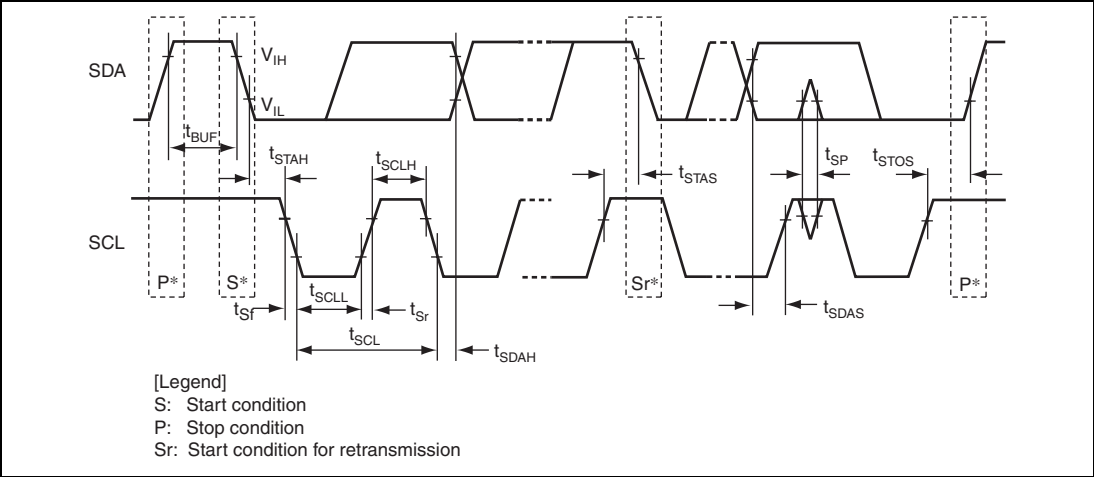 SDA
V_IH
V_IL
t_BUF
t_STAH
t_SCLH
t_STAS
t_SP
t_STOS
SCL
P*
S*
Sr*
P*
t_Sf
t_SCLL
t_Sr
t_SCL
t_SDAH
t_SDAS
[Legend]
S: Start condition
P: Stop condition
Sr: Start condition for retransmission